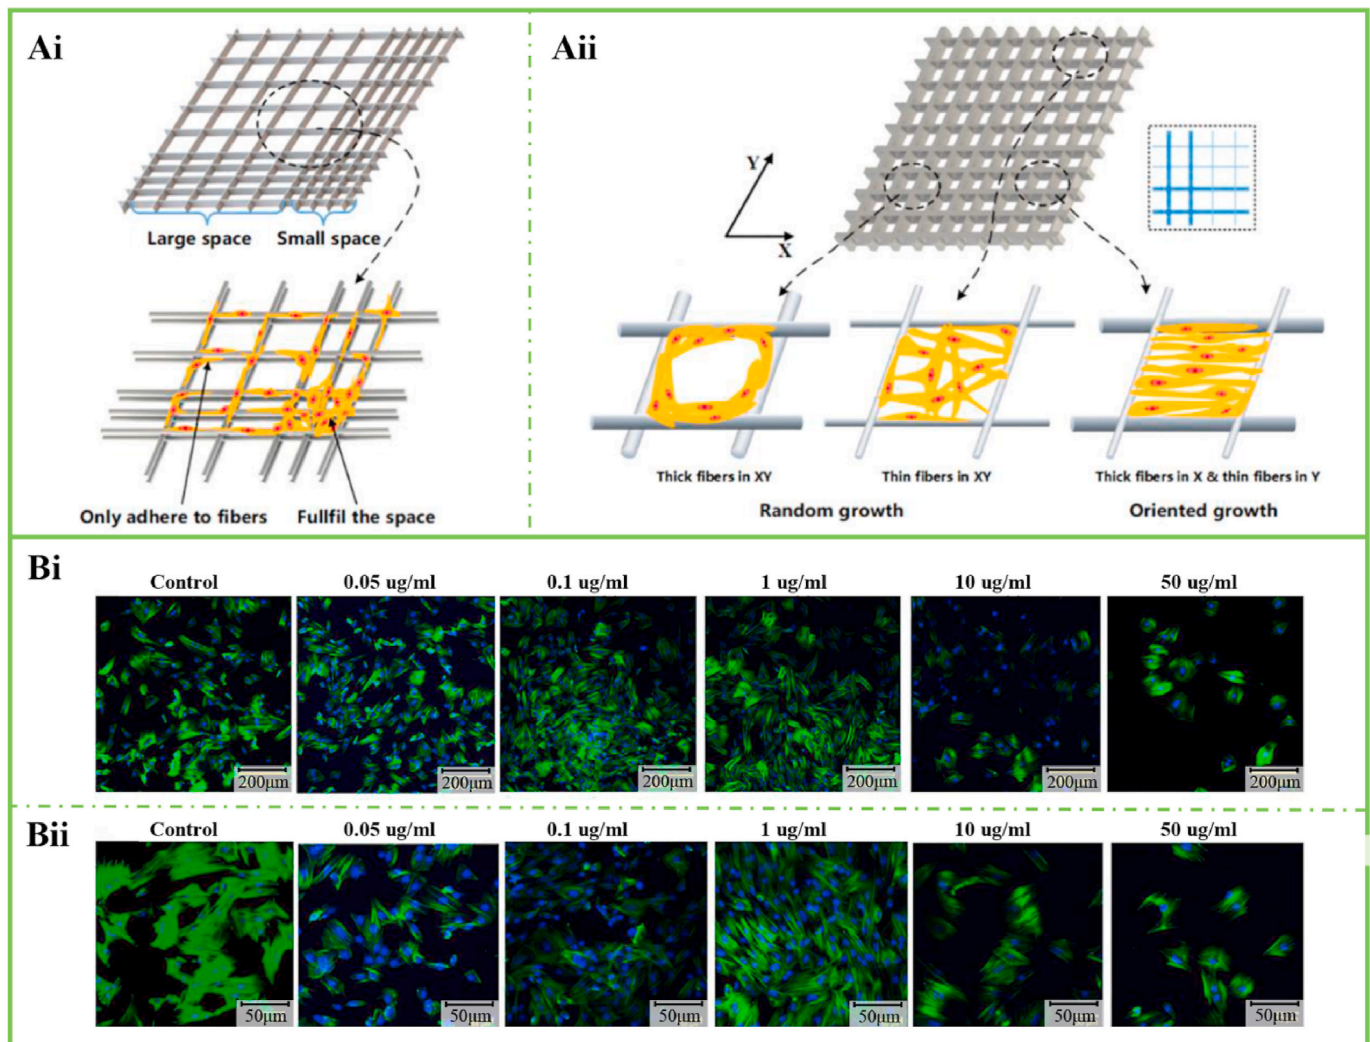 Ai
Large space
Small space
Only adhere to fibers
Fullfil the space
Aii
Y
X
Thick fibers in XY
Thin fibers in XY
Thick fibers in X & thin fibers in Y
Random growth
Oriented growth
Bi
Control
0.05 ug/ml
0.1 ug/ml
1 ug/ml
10 ug/ml
50 ug/ml
200μm
200μm
200μm
200μm
200μm
200μm
Bii
Control
0.05 ug/ml
0.1 ug/ml
1 ug/ml
10 ug/ml
50 ug/ml
50μm
50μm
50μm
50μm
50μm
50μm